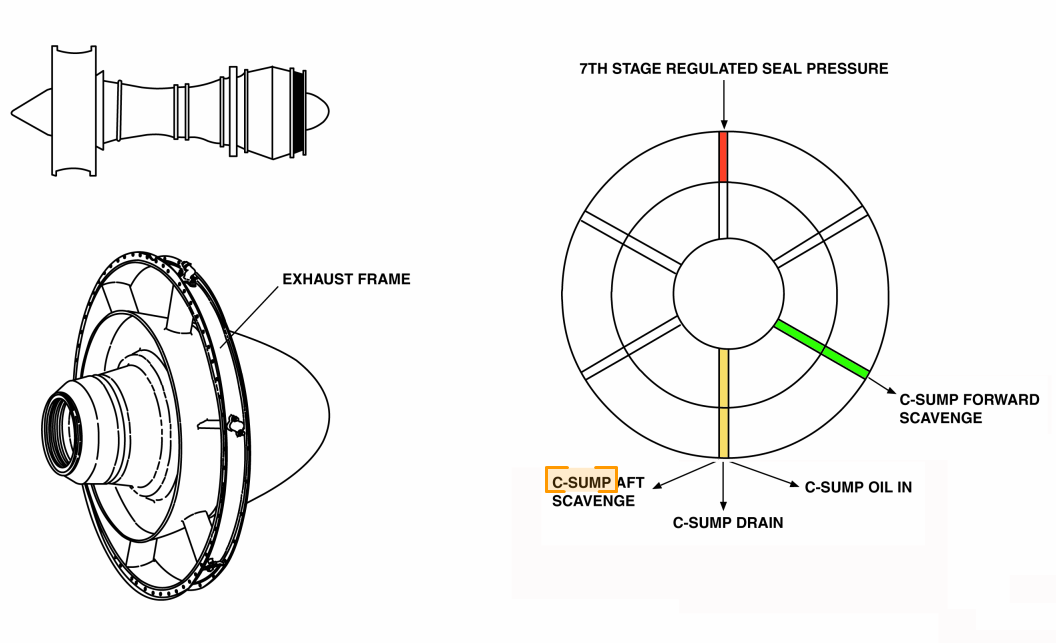 7TH STAGE REGULATED SEAL PRESSURE
EXHAUST FRAME
C-SUMP FORWARD
SCAVENGE
C-SUMP AFT
SCAVENGE
C-SUMP OIL IN
C-SUMP DRAIN